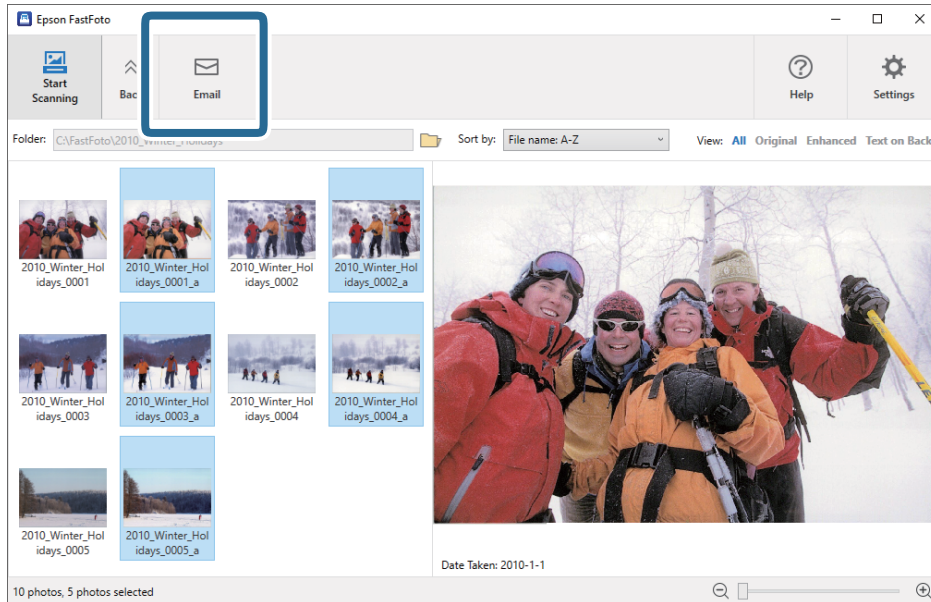 Epson FastFoto
Start
Scanning
Bac
Email
Help
Settings
Folder: C:\FastFoto\2010_Winter_Holidays
Sort by: File name: A-Z
View: All Original Enhanced Text on Back
2010_Winter_Hol
idays_0001
2010_Winter_Hol
idays_0001_a
2010_Winter_Hol
idays_0002
2010_Winter_Hol
idays_0002_a
2010_Winter_Hol
idays_0003
2010_Winter_Hol
idays_0003_a
2010_Winter_Hol
idays_0004
2010_Winter_Hol
idays_0004_a
2010_Winter_Hol
idays_0005
2010_Winter_Hol
idays_0005_a
Date Taken: 2010-1-1
10 photos, 5 photos selected